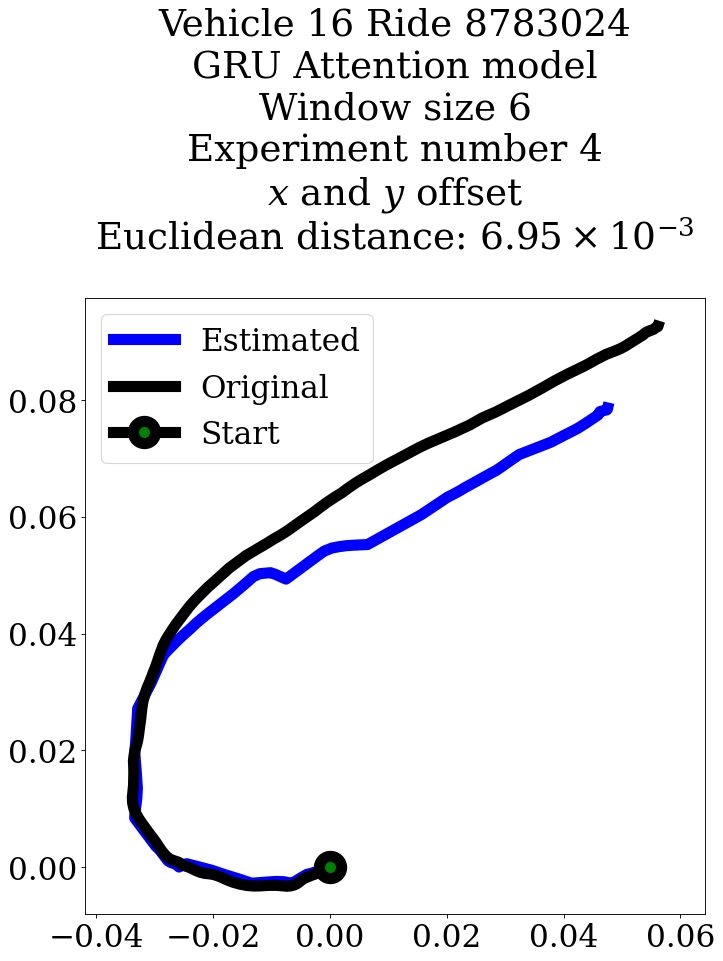 Vehicle 16 Ride 8783024
GRU Attention model
Window size 6
Experiment number 4
x and y offset
Euclidean distance: 6.95 × 10⁻³
Estimated
Original
Start
0.08
0.06
0.04
0.02
0.00
−0.04 −0.02 0.00 0.02 0.04 0.06